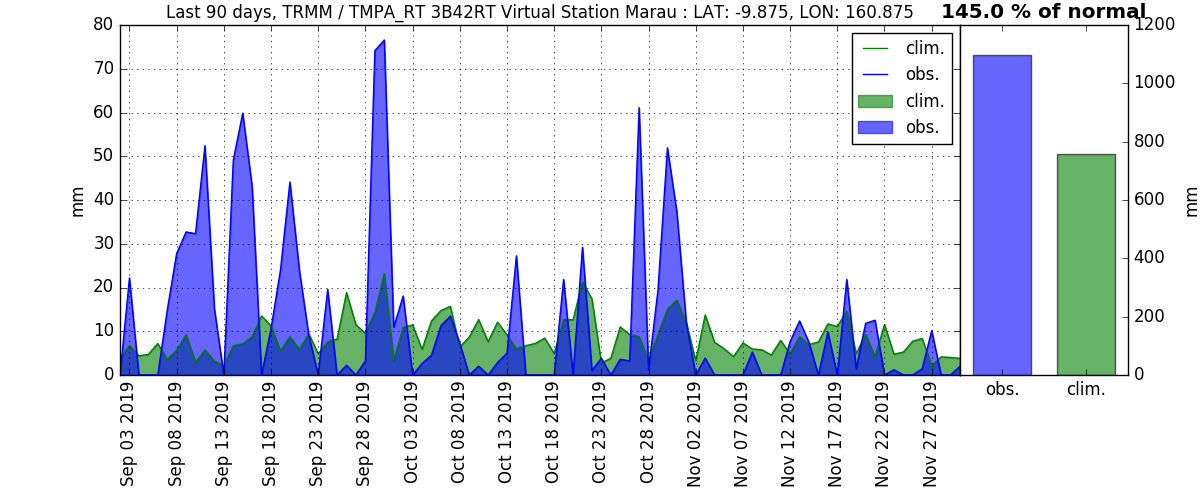 Last 90 days, TRMM / TMPA_RT 3B42RT Virtual Station Marau : LAT: -9.875, LON: 160.875
145.0 % of normal
80
70
60
50
40
30
20
10
0
mm
clim.
obs.
clim.
obs.
Sep 03 2019
Sep 08 2019
Sep 13 2019
Sep 18 2019
Sep 23 2019
Sep 28 2019
Oct 03 2019
Oct 08 2019
Oct 13 2019
Oct 18 2019
Oct 23 2019
Oct 28 2019
Nov 02 2019
Nov 07 2019
Nov 12 2019
Nov 17 2019
Nov 22 2019
Nov 27 2019
1200
1000
800
600
400
200
0
mm
obs.
clim.